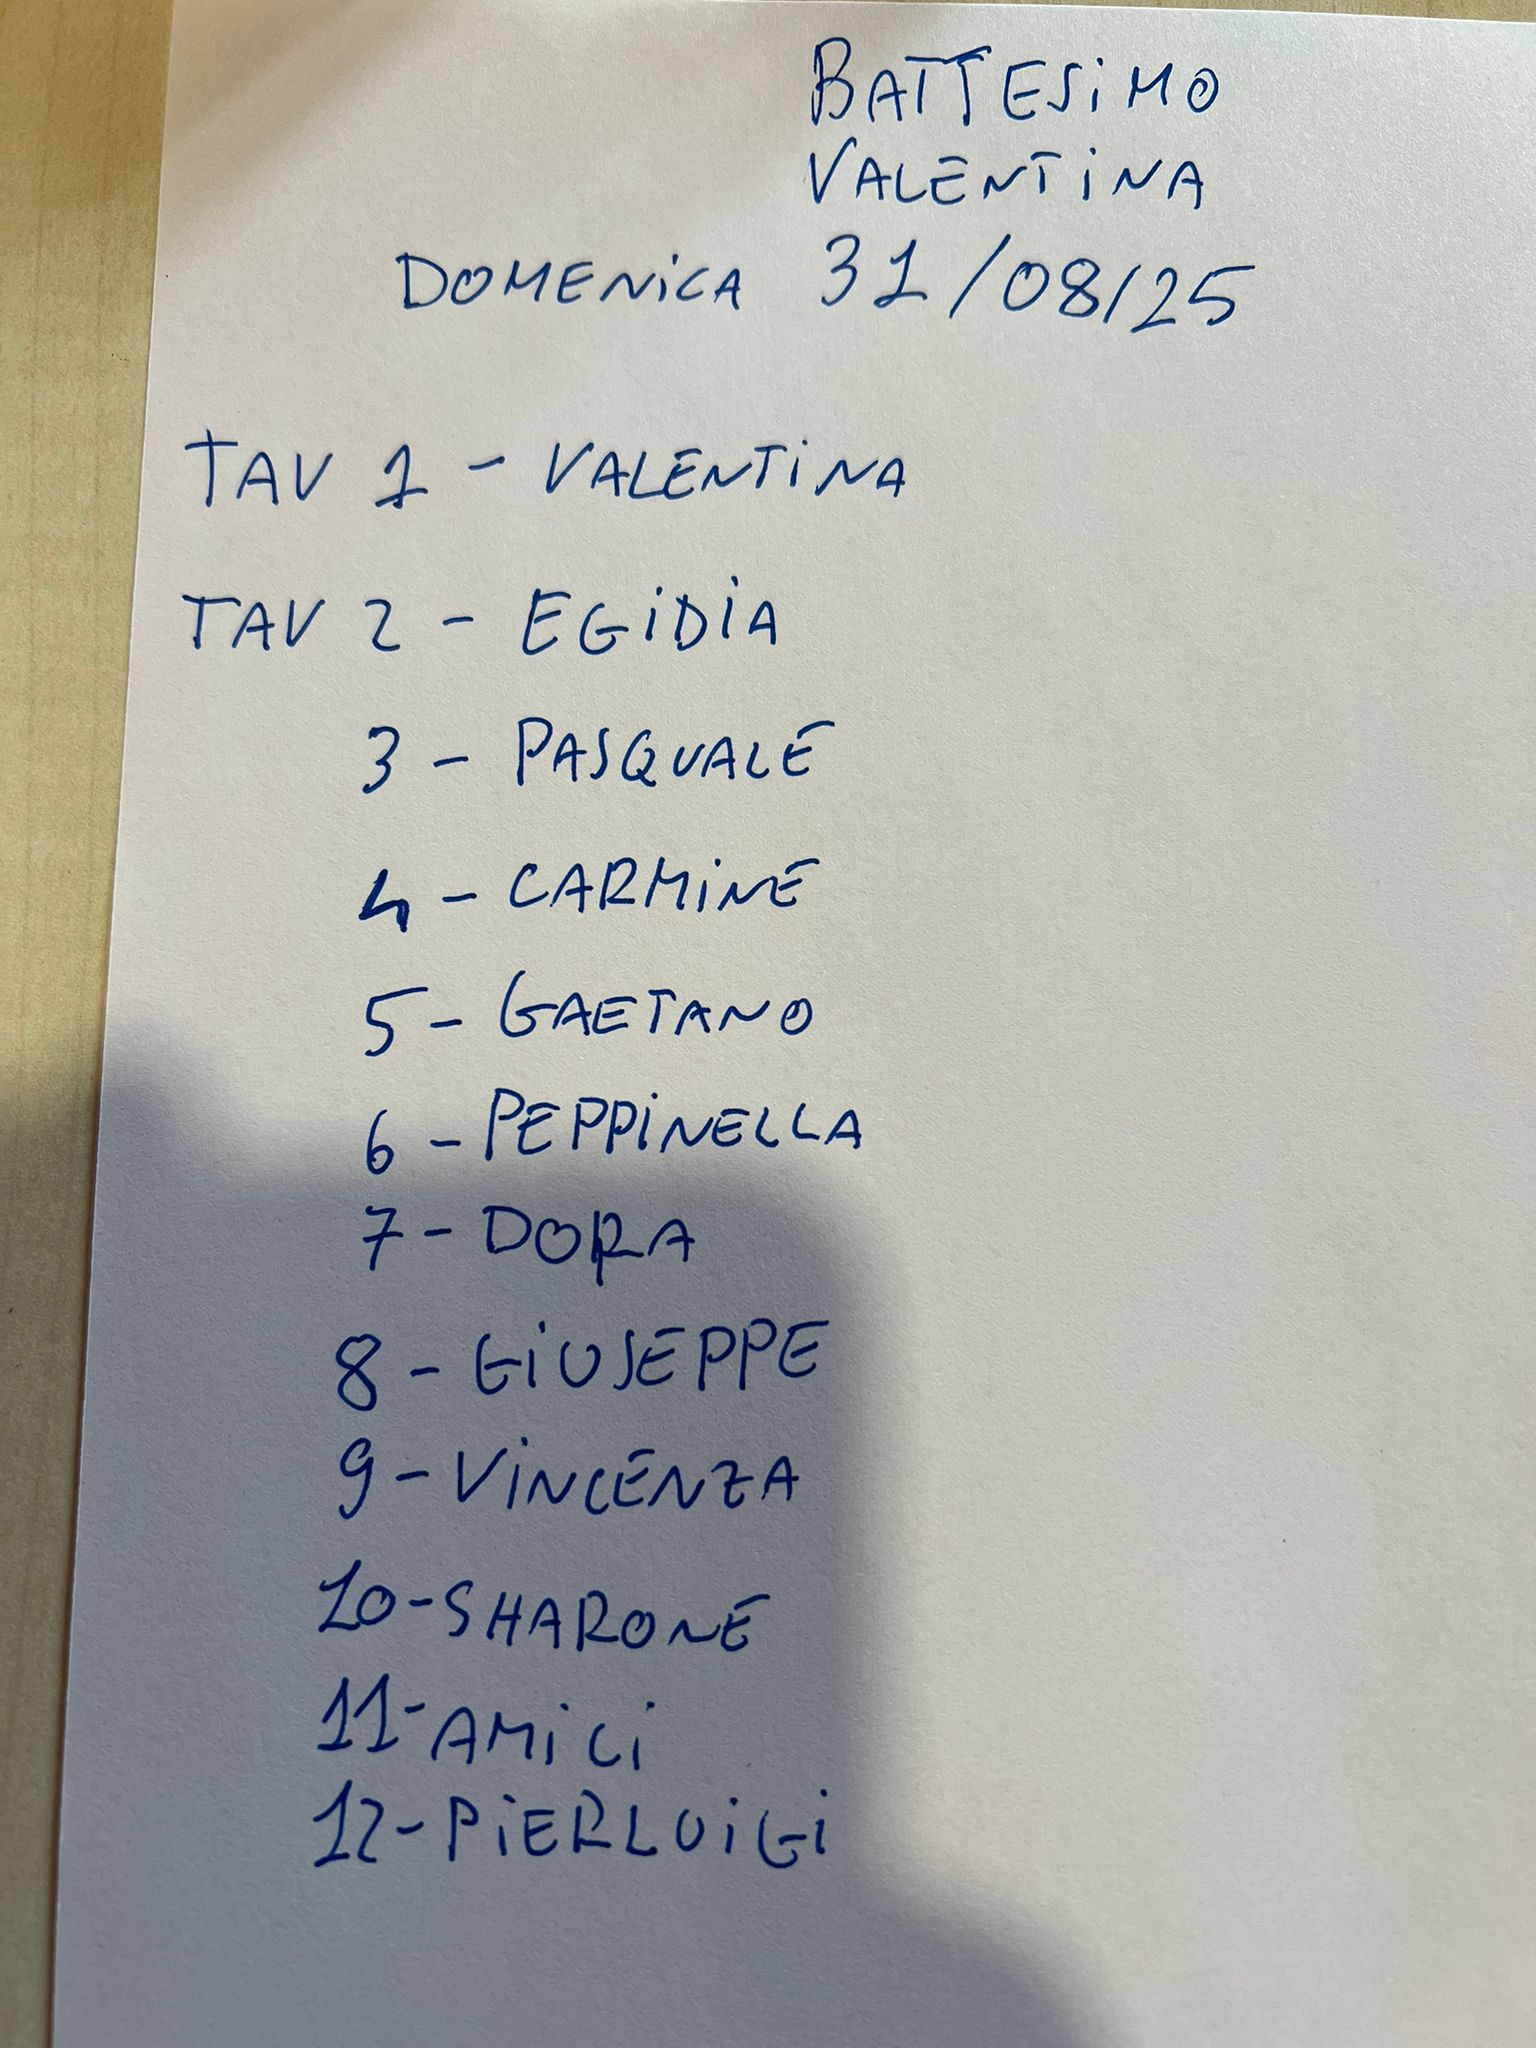 BATTESiMO
VALENTiNA
DOMENiCA 31/08/25
TAV 1 - VALENTiNA
TAV 2 - EGiDiA
3 - PASQUALE
4 - CARMiNE
5 - GAETANO
6 - PEPPiNELLA
7 - DORA
8 - GiUSEPPE
9 - ViNCENZA
10 - SHARONE
11 - AMiCi
12 - PiERLUiGi